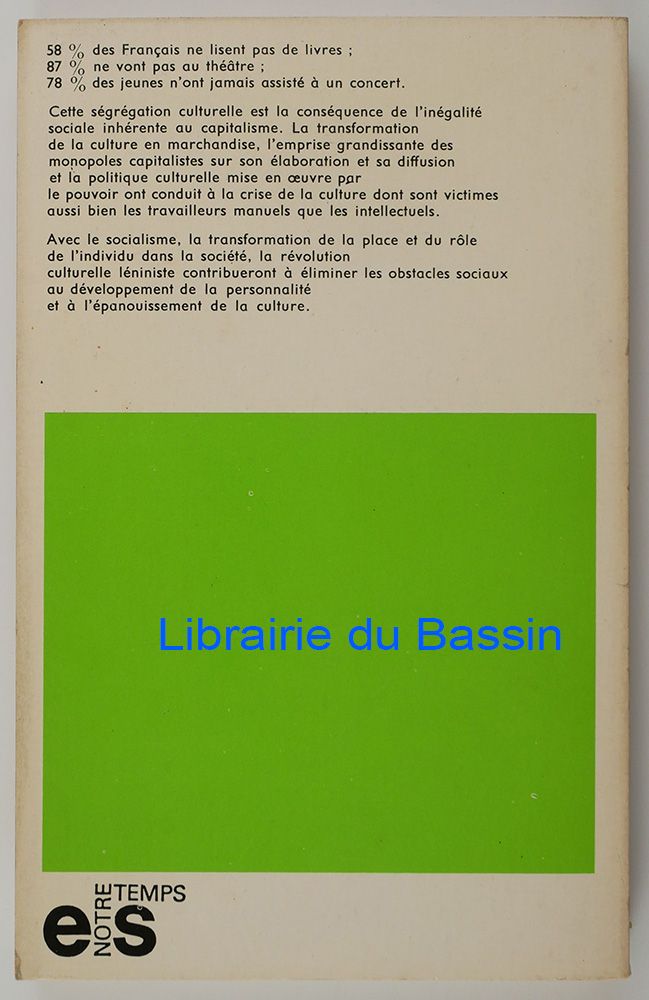 58 % des Français ne lisent pas de livres ;
87 % ne vont pas au théâtre ;
78 % des jeunes n'ont jamais assisté à un concert.
Cette ségrégation culturelle est la conséquence de l'inégalité
sociale inhérente au capitalisme. La transformation
de la culture en marchandise, l'emprise grandissante des
monopoles capitalistes sur son élaboration et sa diffusion
et la politique culturelle mise en œuvre par
le pouvoir ont conduit à la crise de la culture dont sont victimes
aussi bien les travailleurs manuels que les intellectuels.
Avec le socialisme, la transformation de la place et du rôle
de l'individu dans la société, la révolution
culturelle léniniste contribueront à éliminer les obstacles sociaux
au développement de la personnalité
et à l'épanouissement de la culture.
Librairie du Bassin
NOTRE TEMPS
es